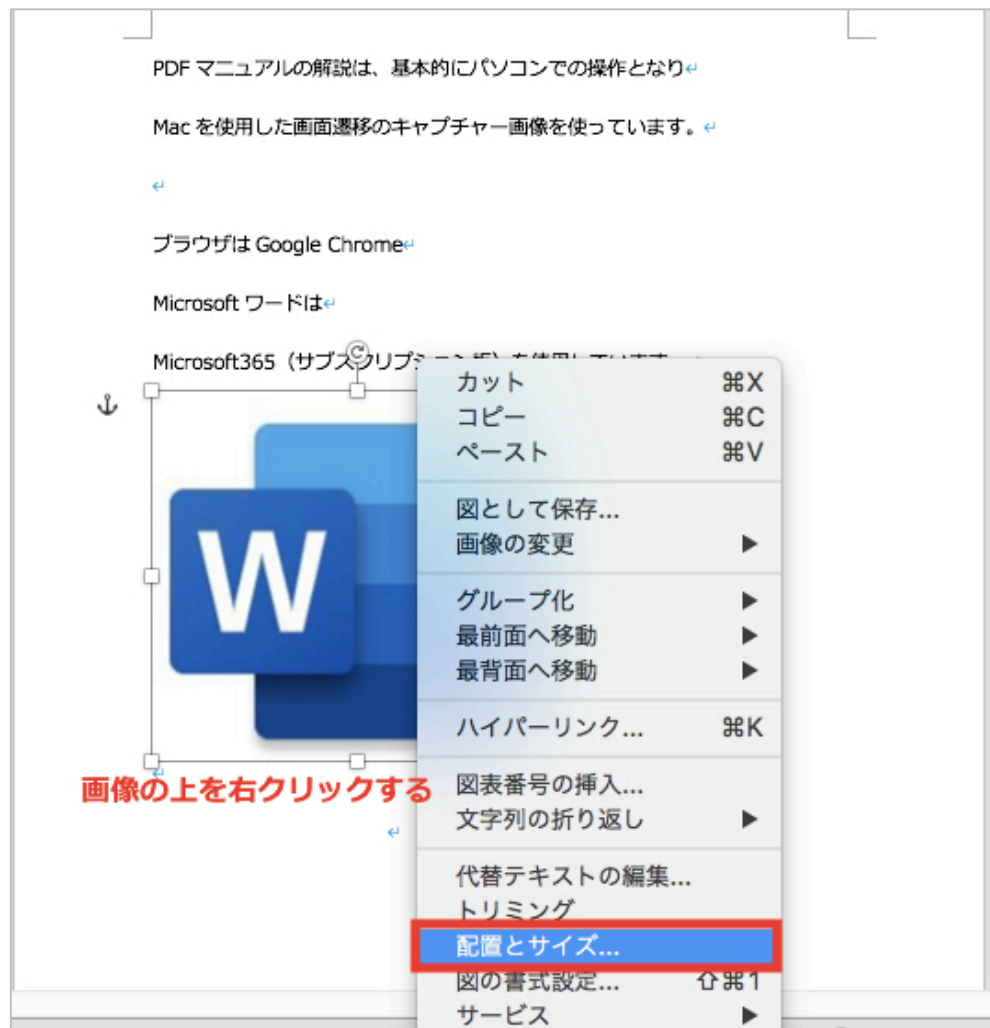 PDF マニュアルの解説は、基本的にパソコンでの操作となり↵
Mac を使用した画面遷移のキャプチャー画像を使っています。↵
↵
ブラウザは Google Chrome↵
Microsoft ワードは↵
Microsoft365（サブスクリプション版）を使用しています。
カット ⌘X
コピー ⌘C
ペースト ⌘V
図として保存...
画像の変更 ▶
グループ化 ▶
最前面へ移動 ▶
最背面へ移動 ▶
ハイパーリンク... ⌘K
W
画像の上を右クリックする
図表番号の挿入...
文字列の折り返し ▶
代替テキストの編集...
トリミング
配置とサイズ...
図の書式設定... ⇧⌘1
サービス ▶